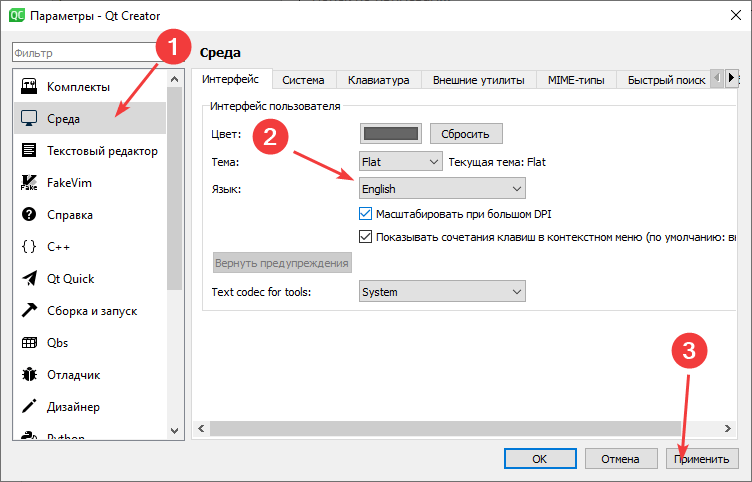 QC Параметры - Qt Creator
1
Фильтр
Комплекты
Среда
Текстовый редактор
Fake FakeVim
Справка
C++
Qt Quick
Сборка и запуск
Qbs
Отладчик
Дизайнер
Python
Среда
Интерфейс Система Клавиатура Внешние утилиты MIME-типы Быстрый поиск
Интерфейс пользователя
Цвет: Сбросить
2
Тема: Flat Текущая тема: Flat
Язык: English
Масштабировать при большом DPI
Показывать сочетания клавиш в контекстном меню (по умолчанию: в
Вернуть предупреждения
Text codec for tools: System
3
OK Отмена Применить